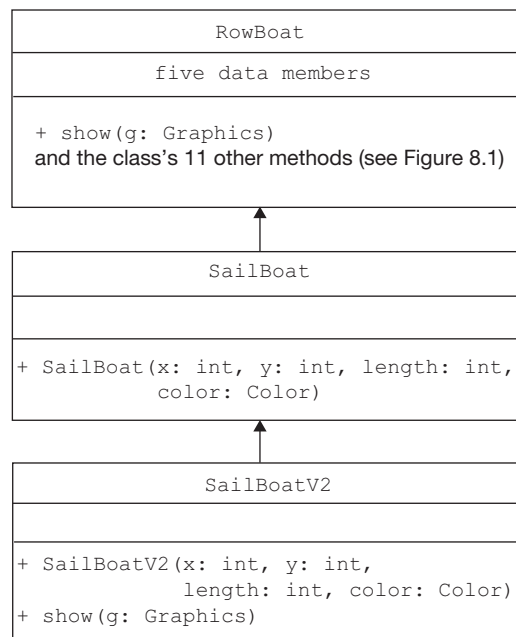 RowBoat
five data members
+ show(g: Graphics)
and the class's 11 other methods (see Figure 8.1)
SailBoat
+ SailBoat(x: int, y: int, length: int,
color: Color)
SailBoatV2
+ SailBoatV2(x: int, y: int,
length: int, color: Color)
+ show(g: Graphics)